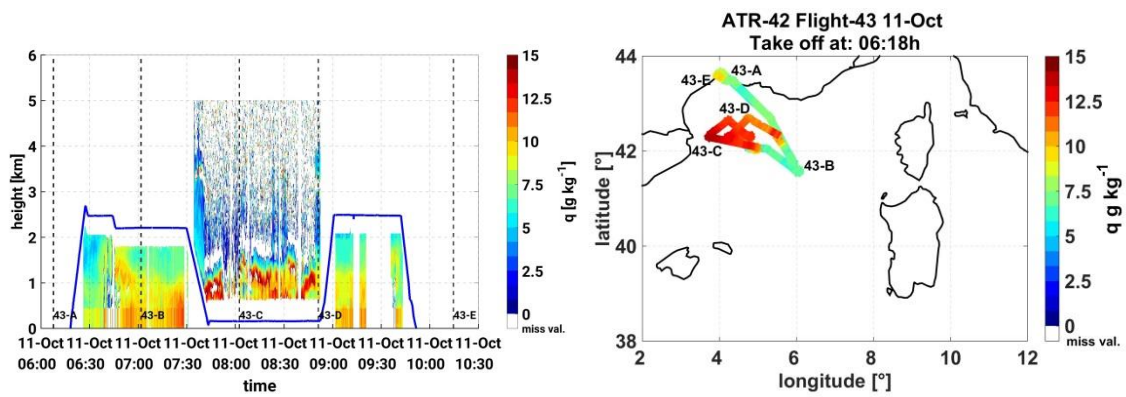 6
5
4
3
2
1
0
height [km]
43-A
43-B
43-C
43-D
43-E
11-Oct 11-Oct 11-Oct 11-Oct 11-Oct 11-Oct 11-Oct 11-Oct 11-Oct 11-Oct
06:00 06:30 07:00 07:30 08:00 08:30 09:00 09:30 10:00 10:30
time
15
12.5
10
7.5
5
2.5
0
miss val.
q [g kg-1]
ATR-42 Flight-43 11-Oct
Take off at: 06:18h
44
42
40
38
latitude [°]
43-E
43-A
43-D
43-C
43-B
2 4 6 8 10 12
longitude [°]
15
12.5
10
7.5
5
2.5
0
miss val.
q g kg-1